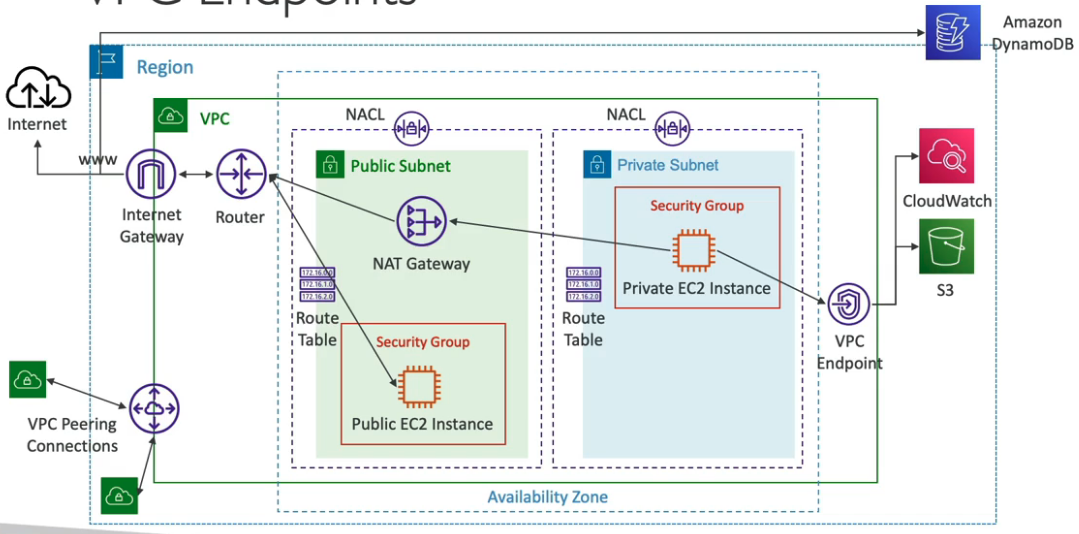 VPC Endpoints
Amazon
DynamoDB
Region
Internet
www
VPC
NACL
NACL
Public Subnet
Private Subnet
Internet
Gateway
Router
NAT Gateway
Security Group
Private EC2 Instance
CloudWatch
S3
172.16.0.0
172.16.1.0
172.16.2.0
Route
Table
172.16.0.0
172.16.1.0
172.16.2.0
Route
Table
VPC
Endpoint
Security Group
Public EC2 Instance
VPC Peering
Connections
Availability Zone